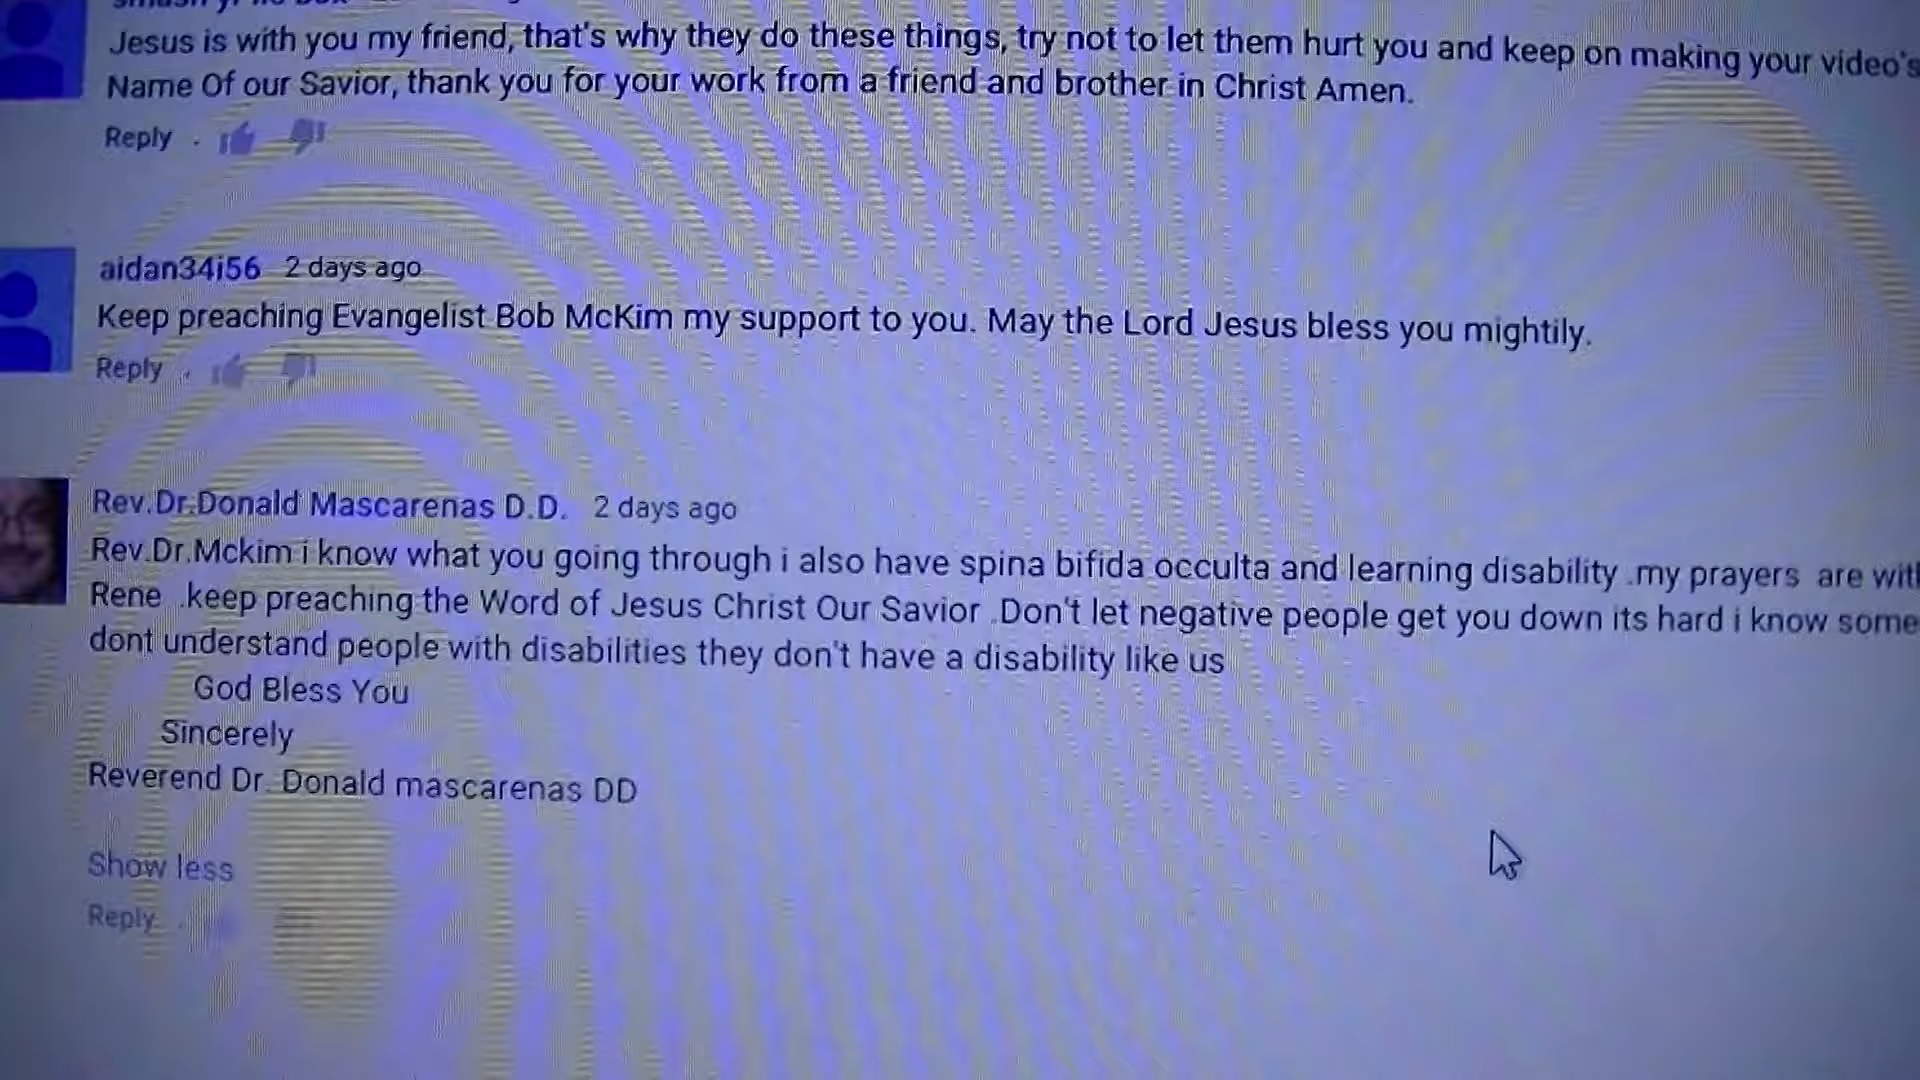 Jesus is with you my friend, that's why they do these things, try not to let them hurt you and keep on making your video's
Name Of our Savior, thank you for your work from a friend and brother in Christ Amen.
Reply .
aidan34i56 2 days ago
Keep preaching Evangelist Bob McKim my support to you. May the Lord Jesus bless you mightily.
Reply .
Rev.Dr.Donald Mascarenas D.D. 2 days ago
Rev.Dr.Mckim i know what you going through i also have spina bifida occulta and learning disability .my prayers are with
Rene .keep preaching the Word of Jesus Christ Our Savior .Don't let negative people get you down its hard i know some
dont understand people with disabilities they don't have a disability like us
God Bless You
Sincerely
Reverend Dr. Donald mascarenas DD
Show less
Reply .